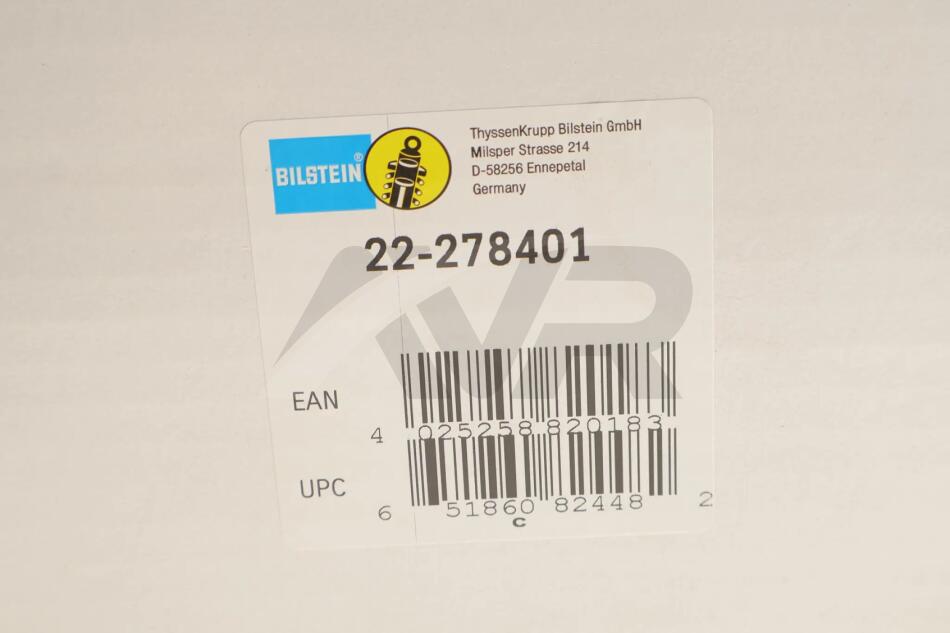 BILSTEIN®
ThyssenKrupp Bilstein GmbH
Milsper Strasse 214
D-58256 Ennepetal
Germany
22-278401
VR
EAN
4 025258 820183
UPC
6 51860 82448 2
C